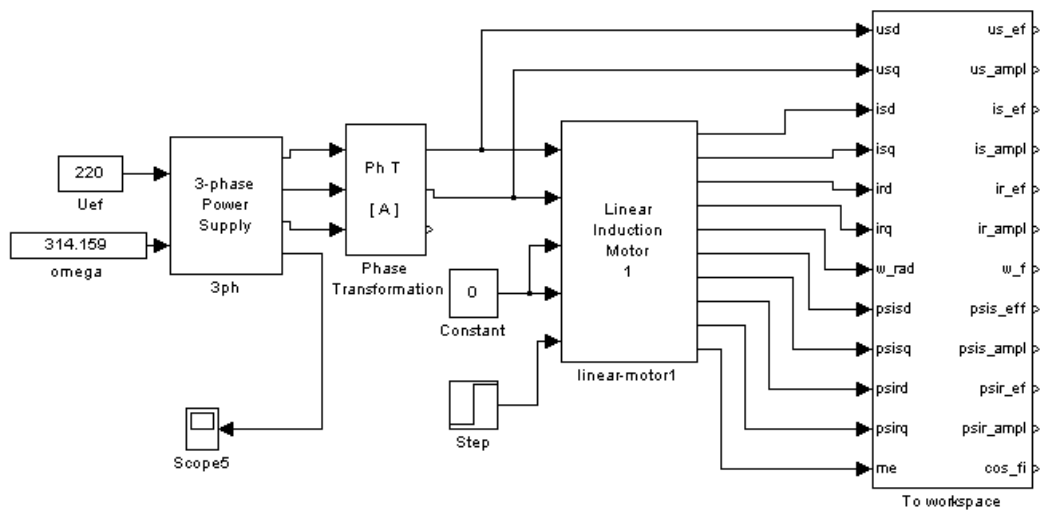 usd us_ef
usq us_ampl
isd is_ef
isq is_ampl
ird ir_ef
irq ir_ampl
w_rad w_f
psisd psis_eff
psisq psis_ampl
psird psir_ef
psirq psir_ampl
me cos_fi
To workspace
220
Uef
314.159
omega
3-phase
Power
Supply
3ph
Ph T
[ A ]
Phase
Transformation
0
Constant
Step
Linear
Induction
Motor
1
linear-motor1
Scope5